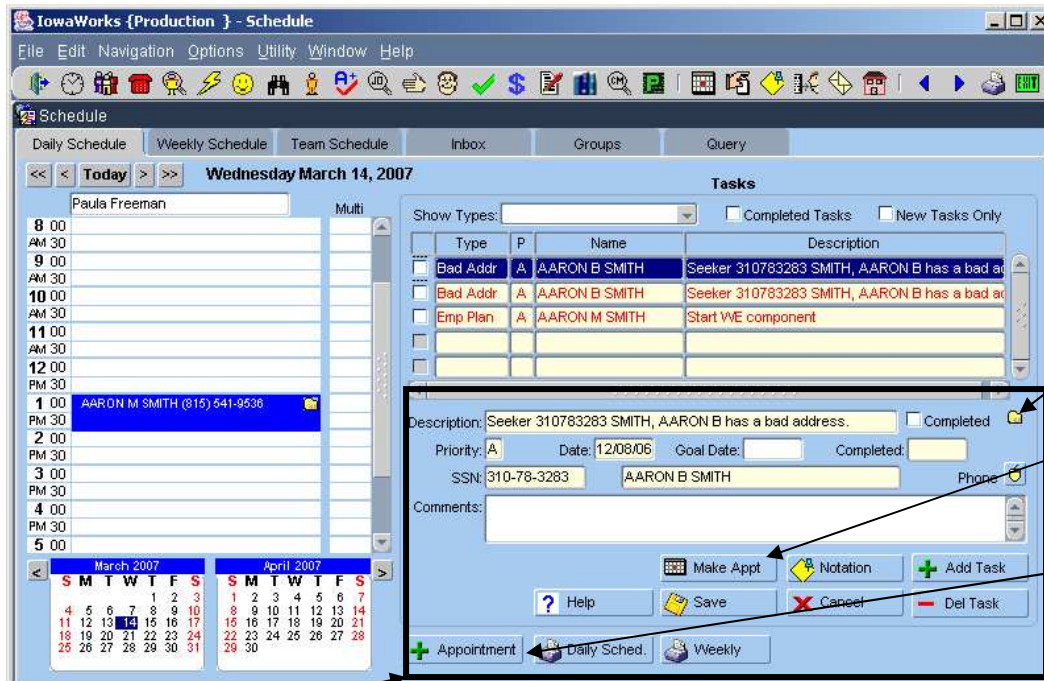 IowaWorks {Production } - Schedule
File Edit Navigation Options Utility Window Help
EXIT
Schedule
Daily Schedule Weekly Schedule Team Schedule Inbox Groups Query
<< < Today > >> Wednesday March 14, 2007
Tasks
Paula Freeman Multi
Show Types: Completed Tasks New Tasks Only
Type P Name Description
Bad Addr A AARON B SMITH Seeker 310783283 SMITH, AARON B has a bad ad
Bad Addr A AARON B SMITH Seeker 310783283 SMITH, AARON B has a bad ad
Emp Plan A AARON M SMITH Start WE component
8 00
AM 30
9 00
AM 30
10 00
AM 30
11 00
AM 30
12 00
PM 30
1 00 AARON M SMITH (815) 541-9536
PM 30
2 00
PM 30
3 00
PM 30
4 00
PM 30
5 00
Description: Seeker 310783283 SMITH, AARON B has a bad address. Completed
Priority: A Date: 12/08/06 Goal Date: Completed:
SSN: 310-78-3283 AARON B SMITH Phone
Comments:
Make Appt Notation Add Task
? Help Save Cancel Del Task
Appointment Daily Sched. Weekly
< March 2007 April 2007 >
S M T W T F S S M T W T F S
1 2 3 1 2 3 4 5 6 7
4 5 6 7 8 9 10 8 9 10 11 12 13 14
11 12 13 14 15 16 17 15 16 17 18 19 20 21
18 19 20 21 22 23 24 22 23 24 25 26 27 28
25 26 27 28 29 30 31 29 30